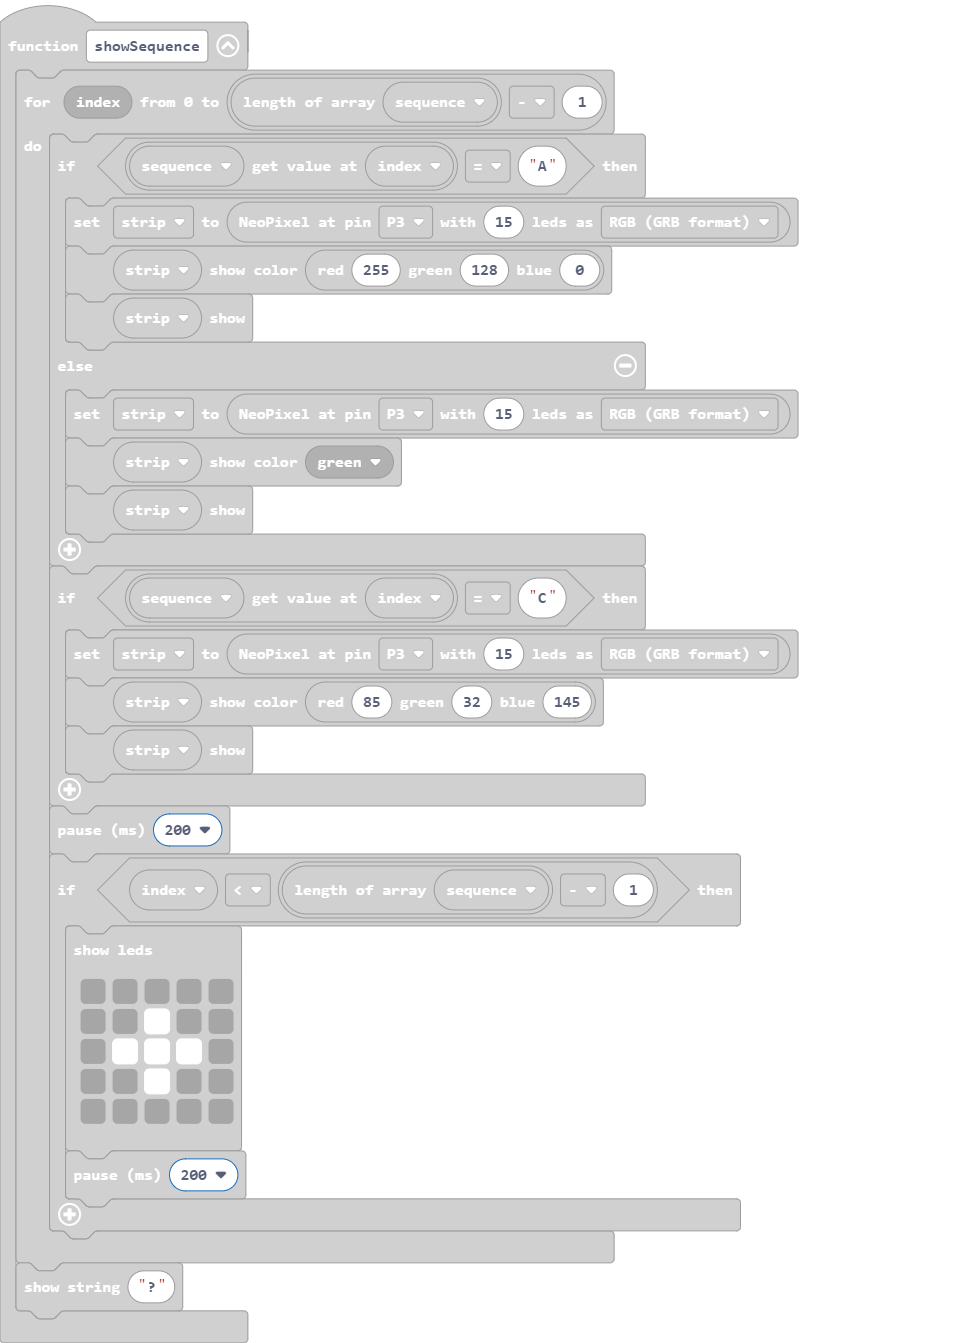 function showSequence
for index from 0 to length of array sequence - 1
do
if sequence get value at index = "A" then
set strip to NeoPixel at pin P3 with 15 leds as RGB (GRB format)
strip show color red 255 green 128 blue 0
strip show
else
set strip to NeoPixel at pin P3 with 15 leds as RGB (GRB format)
strip show color green
strip show
if sequence get value at index = "C" then
set strip to NeoPixel at pin P3 with 15 leds as RGB (GRB format)
strip show color red 85 green 32 blue 145
strip show
pause (ms) 200
if index < length of array sequence - 1 then
show leds
pause (ms) 200
show string "?"